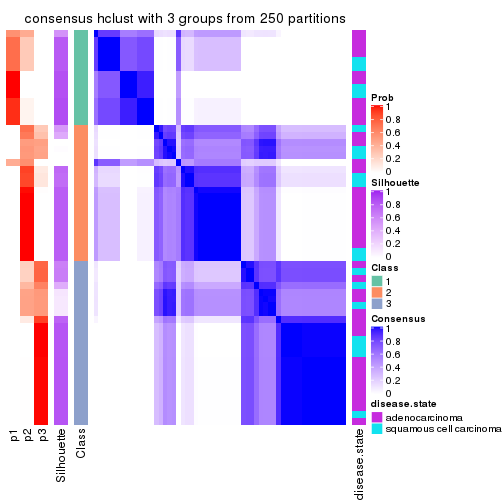 consensus hclust with 3 groups from 250 partitions
Prob
1
0.8
0.6
0.4
0.2
0
Silhouette
1
0.8
0.6
0.4
0.2
0
Class
1
2
3
Consensus
1
0.8
0.6
0.4
0.2
0
disease.state
adenocarcinoma
squamous cell carcinoma
p1
p2
p3
Silhouette
Class
disease.state